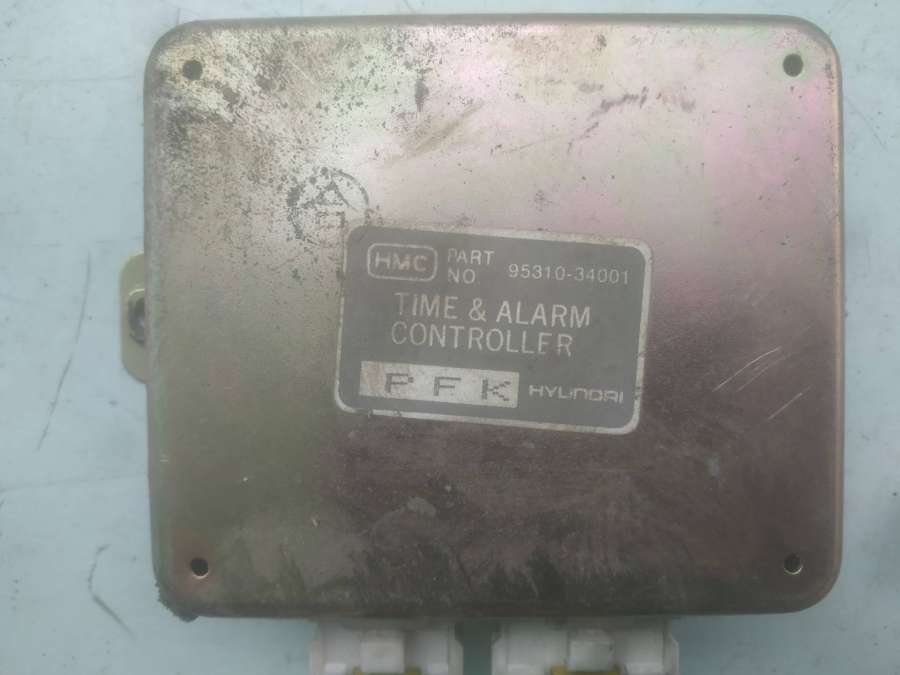 HMC PART NO 95310-34001
TIME & ALARM
CONTROLLER
PFK HYUNDAI